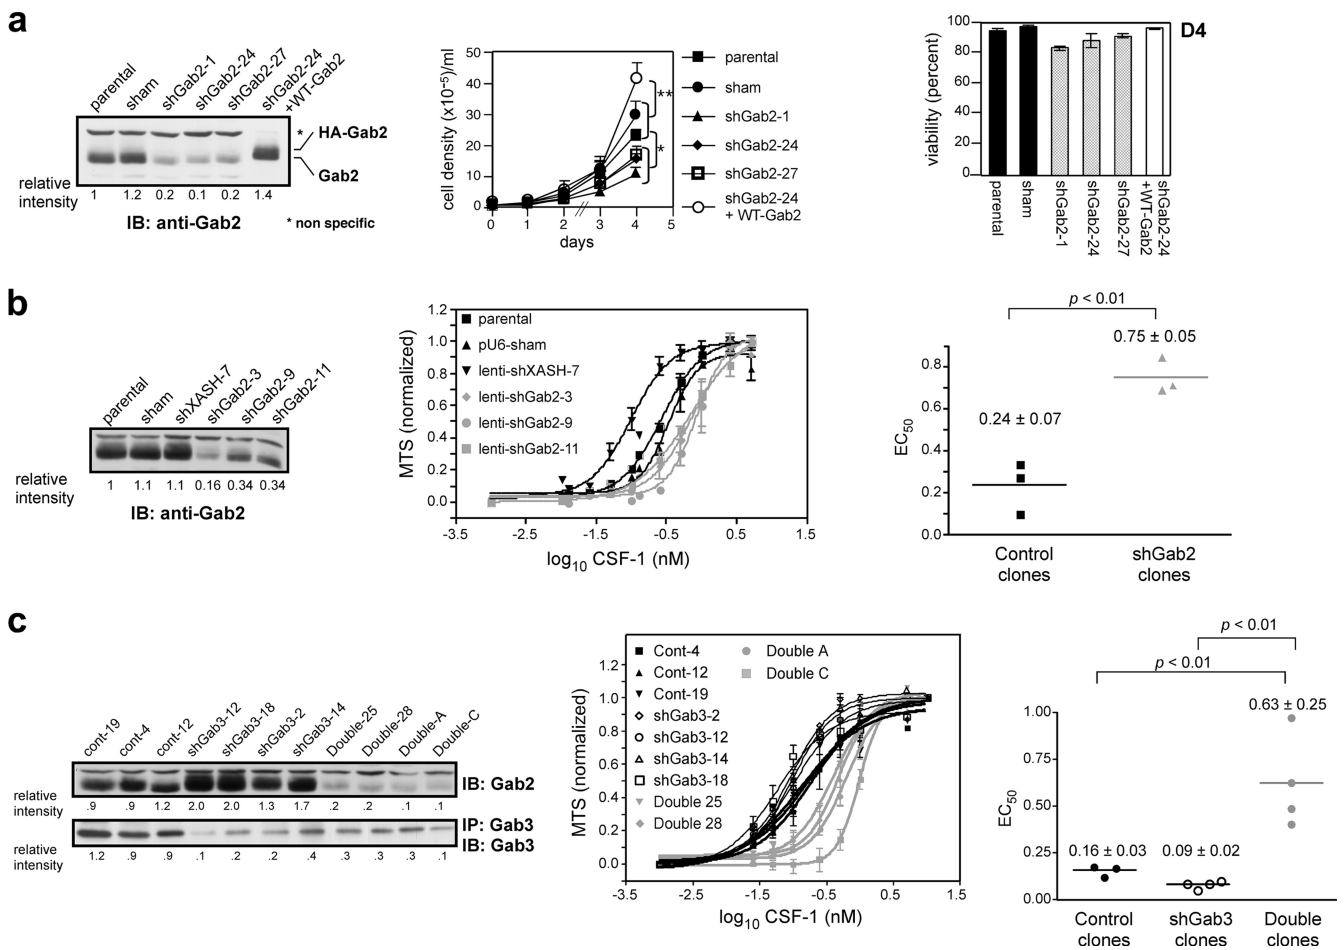 a
parental
sham
shGab2-1
shGab2-24
shGab2-27
shGab2-24
+WT-Gab2
*
HA-Gab2
Gab2
relative
intensity
1 1.2 0.2 0.1 0.2 1.4
IB: anti-Gab2
* non specific
cell density (x10⁻⁵)/ml
50
40
30
20
10
0
0 1 2 3 4 5
days
**
*
parental
sham
shGab2-1
shGab2-24
shGab2-27
shGab2-24
+ WT-Gab2
D4
viability (percent)
100
80
60
40
20
0
parental
sham
shGab2-1
shGab2-24
shGab2-27
shGab2-24
+WT-Gab2
b
parental
sham
shXASH-7
shGab2-3
shGab2-9
shGab2-11
relative
intensity
1 1.1 1.1 0.16 0.34 0.34
IB: anti-Gab2
MTS (normalized)
1.2
1.0
0.8
0.6
0.4
0.2
0.0
parental
pU6-sham
lenti-shXASH-7
lenti-shGab2-3
lenti-shGab2-9
lenti-shGab2-11
-3.5 -2.5 -1.5 -0.5 0.5 1.5
log₁₀ CSF-1 (nM)
p < 0.01
0.75 ± 0.05
0.24 ± 0.07
EC₅₀
0.8
0.6
0.4
0.2
0.0
Control
clones
shGab2
clones
c
cont-19
cont-4
cont-12
shGab3-12
shGab3-18
shGab3-2
shGab3-14
Double-25
Double-28
Double-A
Double-C
IB: Gab2
relative
intensity
.9 .9 1.2 2.0 2.0 1.3 1.7 .2 .2 .1 .1
IP: Gab3
IB: Gab3
relative
intensity
1.2 .9 .9 .1 .2 .2 .4 .3 .3 .3 .1
MTS (normalized)
1.2
1.0
0.8
0.6
0.4
0.2
0.0
Cont-4
Cont-12
Cont-19
shGab3-2
shGab3-12
shGab3-14
shGab3-18
Double 25
Double 28
Double A
Double C
-3.5 -2.5 -1.5 -0.5 0.5 1.5
log₁₀ CSF-1 (nM)
p < 0.01
p < 0.01
0.63 ± 0.25
0.16 ± 0.03
0.09 ± 0.02
EC₅₀
1.00
0.75
0.50
0.25
0.00
Control
clones
shGab3
clones
Double
clones